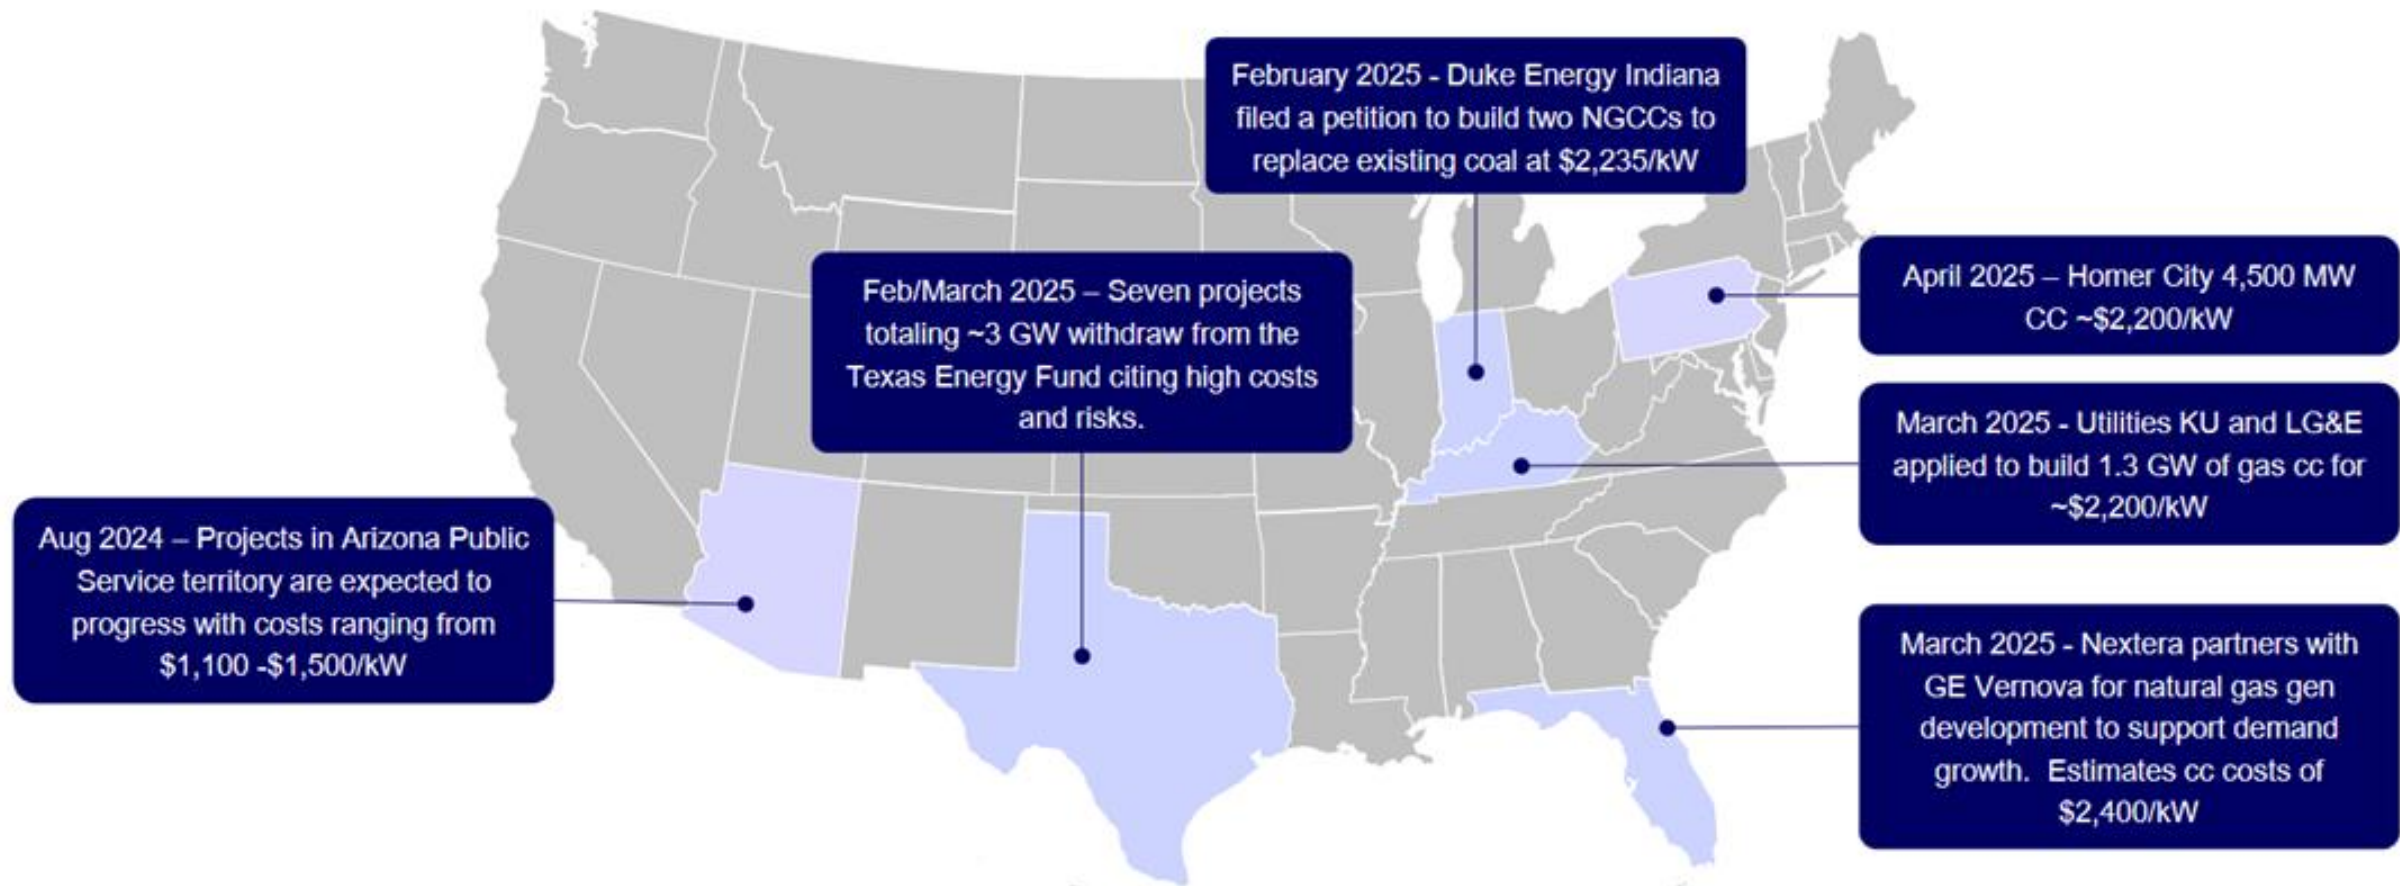 February 2025 - Duke Energy Indiana
filed a petition to build two NGCCs to
replace existing coal at $2,235/kW
Feb/March 2025 – Seven projects
totaling ~3 GW withdraw from the
Texas Energy Fund citing high costs
and risks.
April 2025 – Homer City 4,500 MW
CC ~$2,200/kW
March 2025 - Utilities KU and LG&E
applied to build 1.3 GW of gas cc for
~$2,200/kW
Aug 2024 – Projects in Arizona Public
Service territory are expected to
progress with costs ranging from
$1,100 -$1,500/kW
March 2025 - Nextera partners with
GE Vernova for natural gas gen
development to support demand
growth.  Estimates cc costs of
$2,400/kW